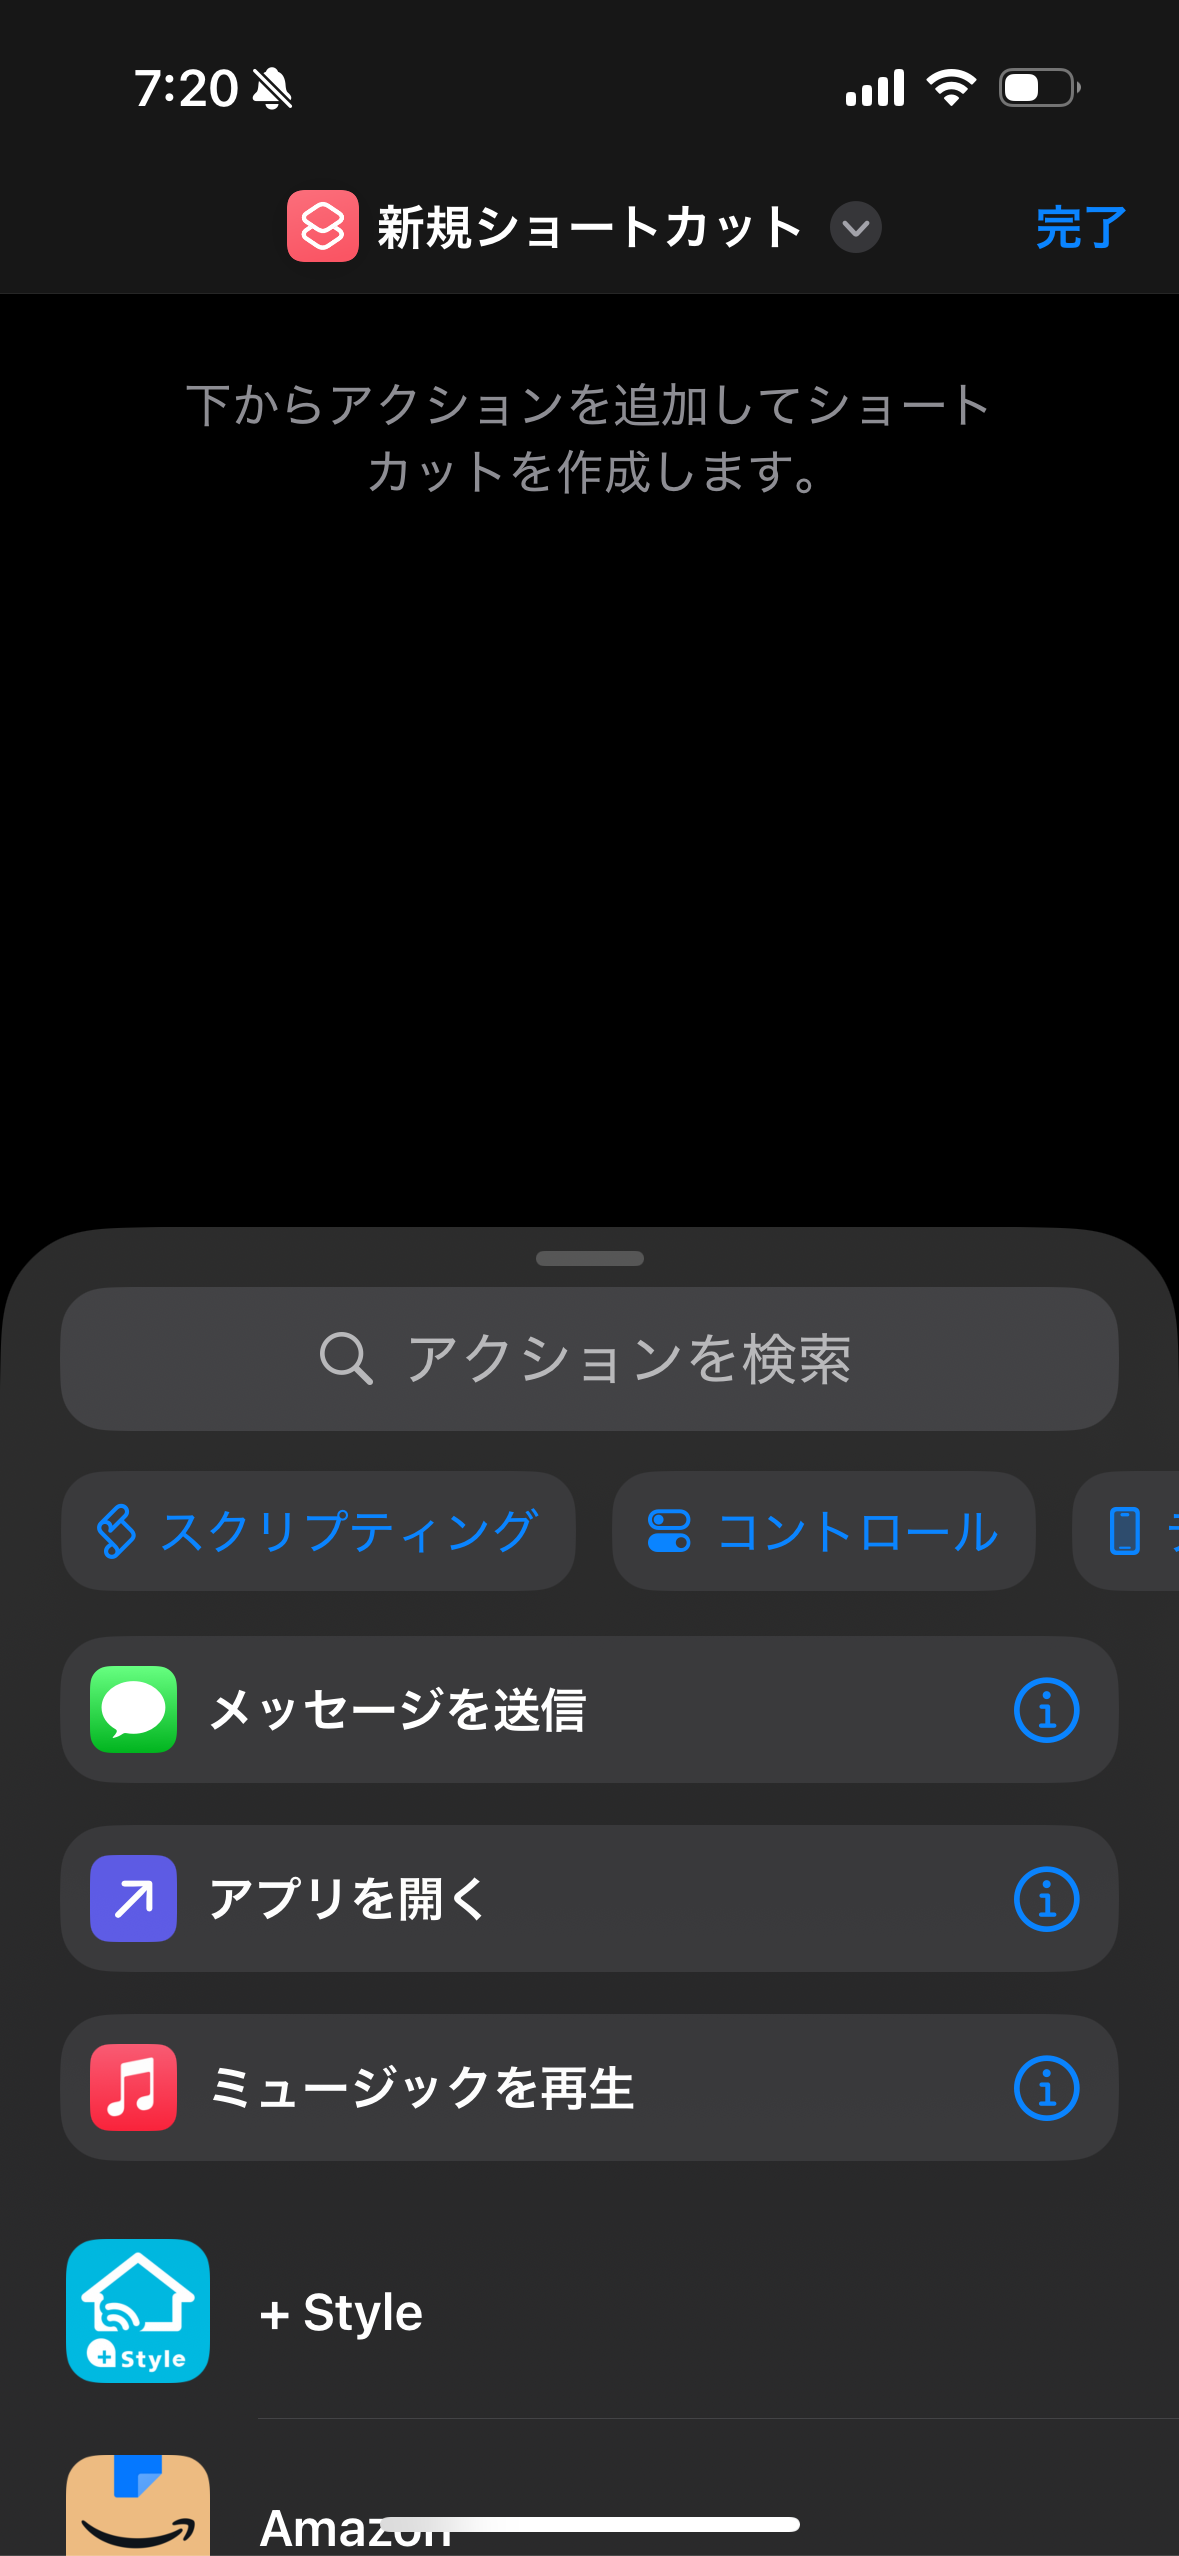 7:20
新規ショートカット
完了
下からアクションを追加してショート
カットを作成します。
アクションを検索
スクリプティング
コントロール
メッセージを送信
アプリを開く
ミュージックを再生
+ Style
+ Style
Amazon